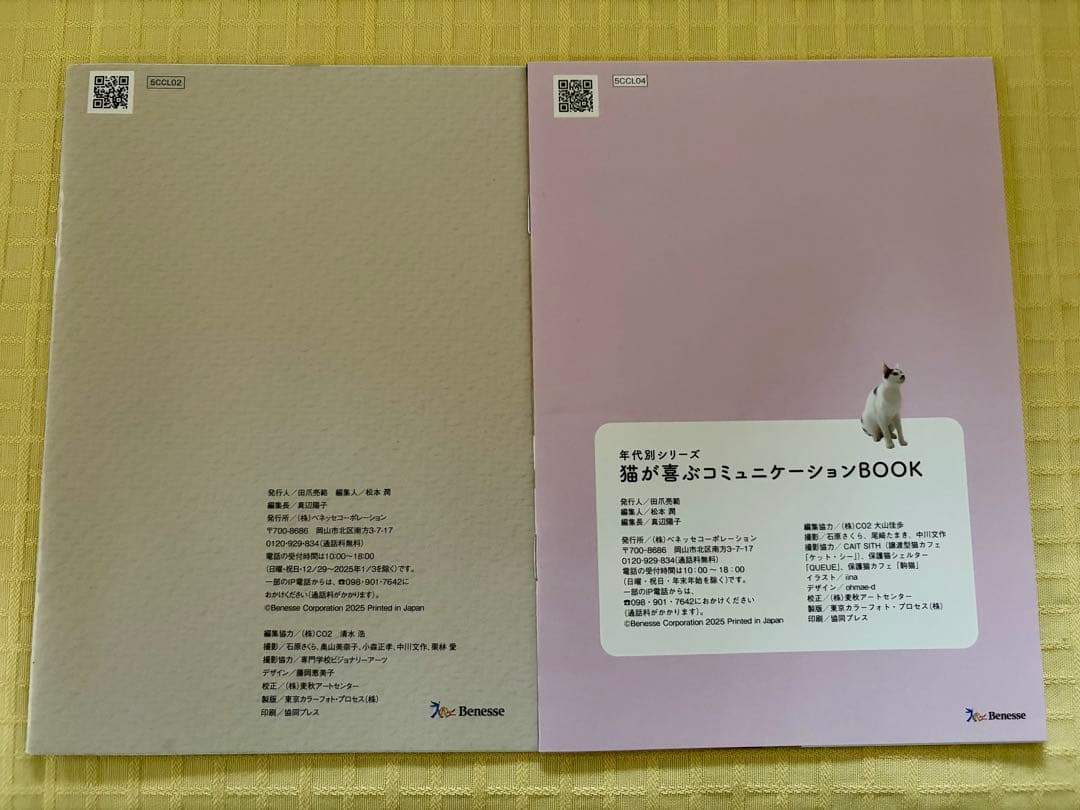 5CCL02
発行人／田爪亮範　編集人／松本 潤
編集長／真辺陽子
発行所／(株)ベネッセコーポレーション
〒700-8686　岡山市北区南方3-7-17
0120-929-834(通話料無料)
電話の受付時間は10:00～18:00
(日曜・祝日・12/29～2025年1/3を除く)です。
一部のIP電話からは、☎098・901・7642に
おかけください(通話料がかかります)。
©Benesse Corporation 2025 Printed in Japan
編集協力／(株)CO2　清水 浩
撮影／石原さくら、奥山美奈子、小森正孝、中川文作、栗林 愛
撮影協力／専門学校ビジョナリーアーツ
デザイン／藤岡恵美子
校正／(株)麦秋アートセンター
製版／東京カラーフォト・プロセス(株)
印刷／協同プレス
Benesse
5CCL04
年代別シリーズ
猫が喜ぶコミュニケーションBOOK
発行人／田爪亮範
編集人／松本 潤
編集長／真辺陽子
発行所／(株)ベネッセコーポレーション
〒700-8686　岡山市北区南方3-7-17
0120-929-834(通話料無料)
電話の受付時間は10：00～18：00
(日曜・祝日・年末年始を除く)です。
一部のIP電話からは、
☎098・901・7642におかけください
(通話料がかかります)。
©Benesse Corporation 2025 Printed in Japan
編集協力／(株)CO2 大山佳歩
撮影／石原さくら、尾崎たまき、中川文作
撮影協力／CAIT SITH（譲渡型猫カフェ
「ケット・シー」）、保護猫シェルター
「QUEUE」、保護猫カフェ「駒猫」
イラスト／iina
デザイン／ohmae-d
校正／(株)麦秋アートセンター
製版／東京カラーフォト・プロセス(株)
印刷／協同プレス
Benesse